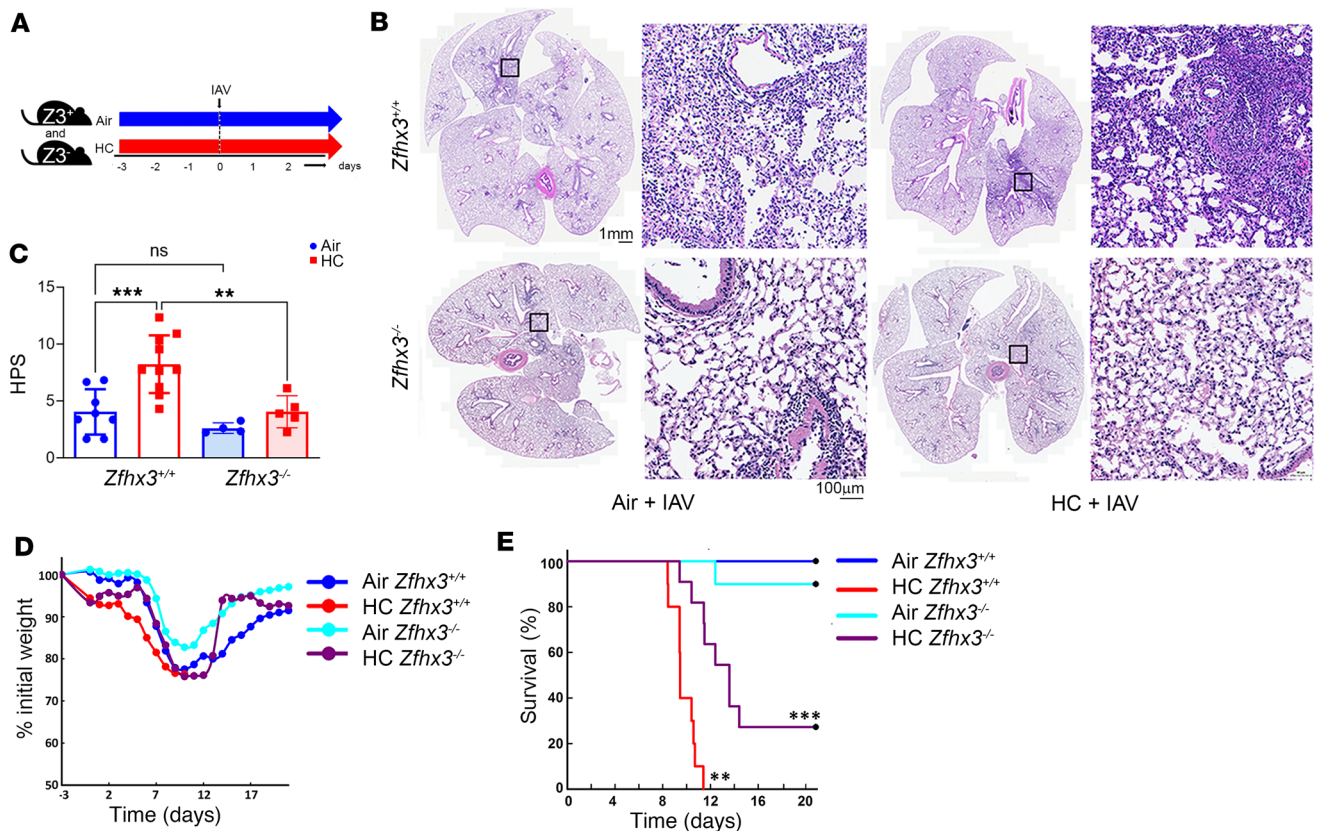 A
IAV
Z3+
Air
and
Z3-
HC
-3 -2 -1 0 1 2 days
B
Zfhx3+/+
1mm
Zfhx3-/-
100μm
Air + IAV
HC + IAV
C
Air
HC
ns
*** **
HPS
15
10
5
0
Zfhx3+/+ Zfhx3-/-
D
% initial weight
100
90
80
70
60
50
-3 2 7 12 17
Time (days)
Air Zfhx3+/+
HC Zfhx3+/+
Air Zfhx3-/-
HC Zfhx3-/-
E
Survival (%)
100
80
60
40
20
0
0 4 8 12 16 20
Time (days)
***
**
Air Zfhx3+/+
HC Zfhx3+/+
Air Zfhx3-/-
HC Zfhx3-/-